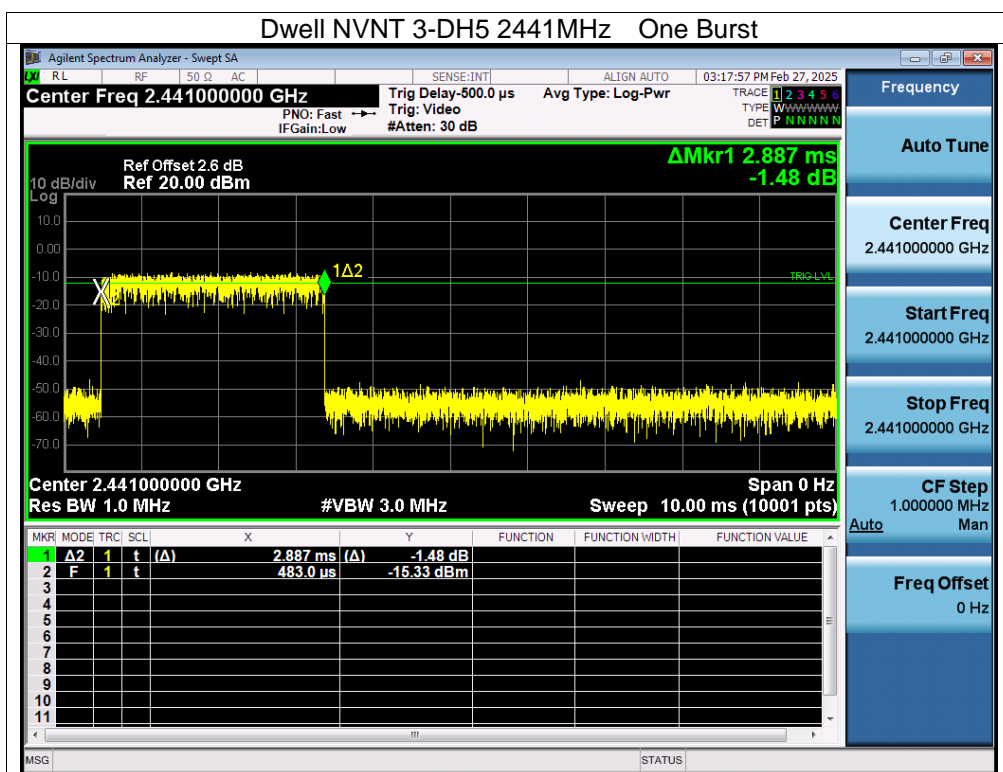 Dwell NVNT 3-DH5 2441MHz One Burst
Agilent Spectrum Analyzer - Swept SA
LXI RL RF 50 Ω AC SENSE:INT ALIGN AUTO 03:17:57 PM Feb 27, 2025
Center Freq 2.441000000 GHz Trig Delay-500.0 µs Avg Type: Log-Pwr TRACE 1 2 3 4 5 6
PNO: Fast Trig: Video TYPE WWWWWW
IFGain:Low #Atten: 30 dB DET P N N N N N
ΔMkr1 2.887 ms
-1.48 dB
Ref Offset 2.6 dB
10 dB/div Ref 20.00 dBm
Log
10.0
0.00
-10.0
-20.0
-30.0
-40.0
-50.0
-60.0
-70.0
1Δ2
TRIG LVL
Center 2.441000000 GHz Span 0 Hz
Res BW 1.0 MHz #VBW 3.0 MHz Sweep 10.00 ms (10001 pts)
MKR MODE TRC SCL X Y FUNCTION FUNCTION WIDTH FUNCTION VALUE
1 Δ2 1 t (Δ) 2.887 ms (Δ) -1.48 dB
2 F 1 t 483.0 µs -15.33 dBm
3
4
5
6
7
8
9
10
11
MSG STATUS
Frequency
Auto Tune
Center Freq
2.441000000 GHz
Start Freq
2.441000000 GHz
Stop Freq
2.441000000 GHz
CF Step
1.000000 MHz
Auto Man
Freq Offset
0 Hz